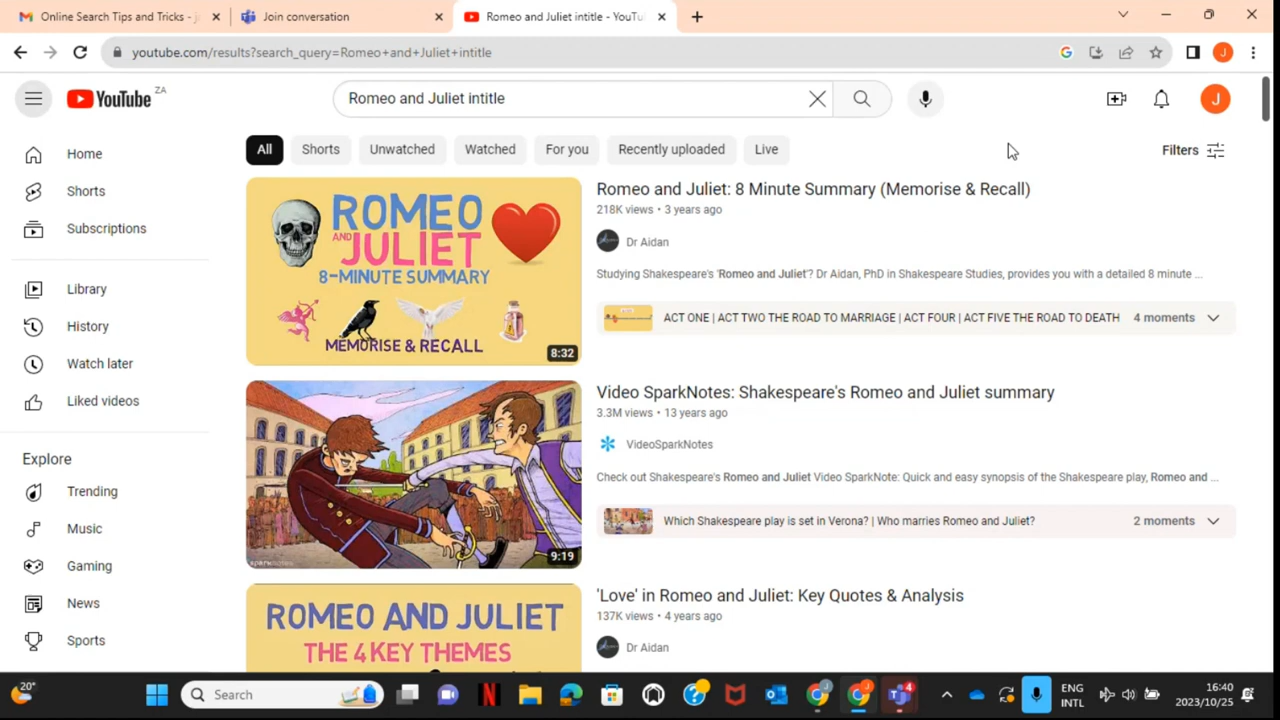 Online Search Tips and Tricks - j
Join conversation
Romeo and Juliet intitle - YouTu
youtube.com/results?search_query=Romeo+and+Juliet+intitle
J
YouTube ZA
Romeo and Juliet intitle
J
Home
Shorts
Subscriptions
Library
History
Watch later
Liked videos
Explore
Trending
Music
Gaming
News
Sports
All
Shorts
Unwatched
Watched
For you
Recently uploaded
Live
Filters
ROMEO
AND JULIET
8-MINUTE SUMMARY
MEMORISE & RECALL
8:32
Romeo and Juliet: 8 Minute Summary (Memorise & Recall)
218K views • 3 years ago
Dr Aidan
Studying Shakespeare's 'Romeo and Juliet'? Dr Aidan, PhD in Shakespeare Studies, provides you with a detailed 8 minute ...
ACT ONE | ACT TWO THE ROAD TO MARRIAGE | ACT FOUR | ACT FIVE THE ROAD TO DEATH
4 moments
sparknotes
9:19
Video SparkNotes: Shakespeare's Romeo and Juliet summary
3.3M views • 13 years ago
VideoSparkNotes
Check out Shakespeare's Romeo and Juliet Video SparkNote: Quick and easy synopsis of the Shakespeare play, Romeo and ...
Which Shakespeare play is set in Verona? | Who marries Romeo and Juliet?
2 moments
ROMEO AND JULIET
THE 4 KEY THEMES
'Love' in Romeo and Juliet: Key Quotes & Analysis
137K views • 4 years ago
Dr Aidan
20°
Search
4
ENG
INTL
16:40
2023/10/25